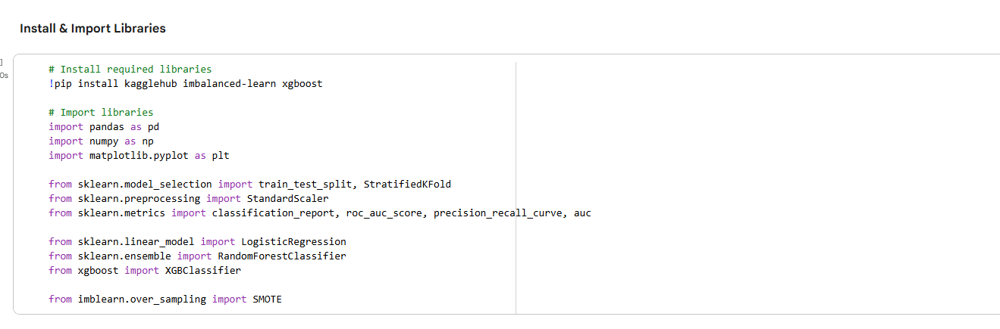 Install & Import Libraries
]
0s
# Install required libraries
!pip install kagglehub imbalanced-learn xgboost
# Import libraries
import pandas as pd
import numpy as np
import matplotlib.pyplot as plt
from sklearn.model_selection import train_test_split, StratifiedKFold
from sklearn.preprocessing import StandardScaler
from sklearn.metrics import classification_report, roc_auc_score, precision_recall_curve, auc
from sklearn.linear_model import LogisticRegression
from sklearn.ensemble import RandomForestClassifier
from xgboost import XGBClassifier
from imblearn.over_sampling import SMOTE